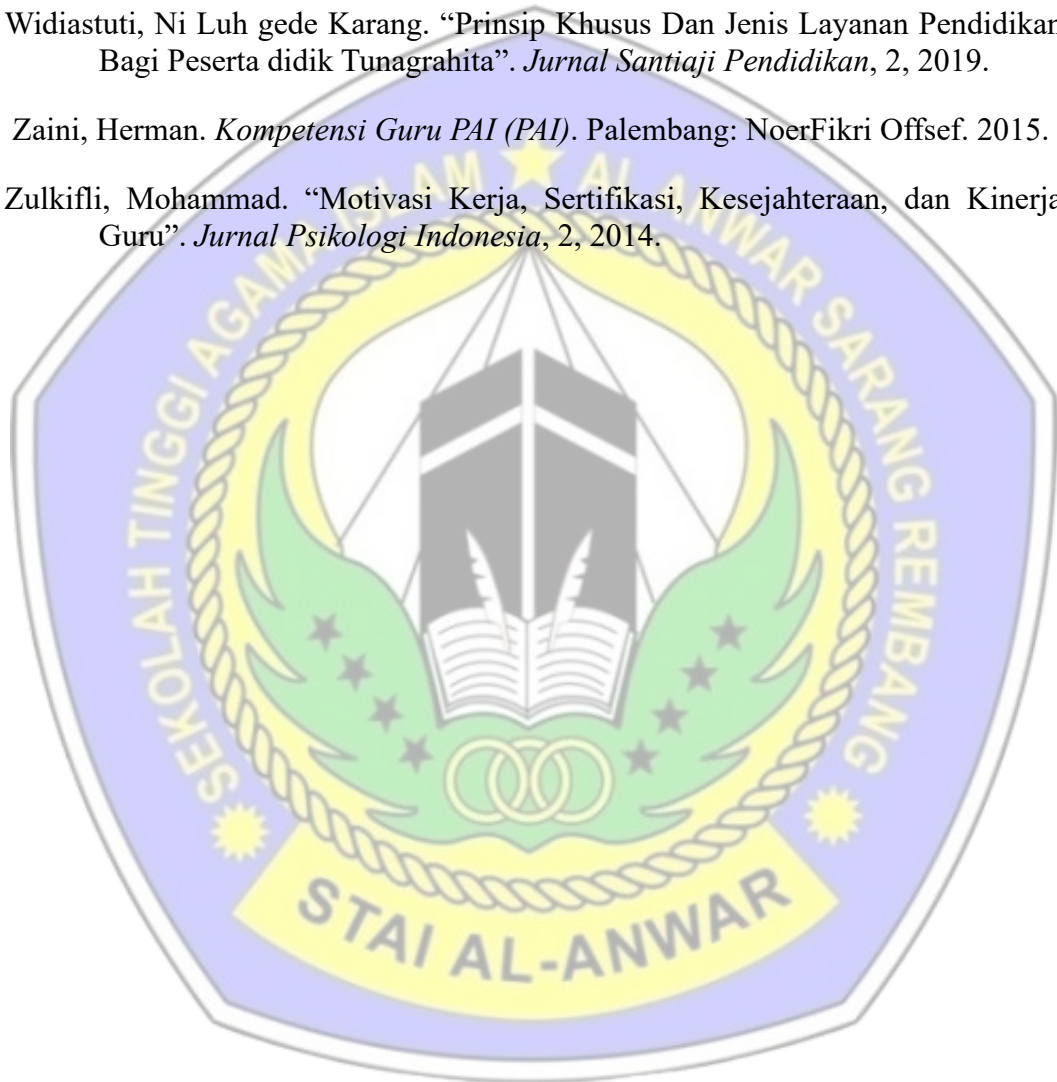 Widiastuti, Ni Luh gede Karang. “Prinsip Khusus Dan Jenis Layanan Pendidikan
Bagi Peserta didik Tunagrahita”. Jurnal Santiaji Pendidikan, 2, 2019.
Zaini, Herman. Kompetensi Guru PAI (PAI). Palembang: NoerFikri Offsef. 2015.
Zulkifli, Mohammad. “Motivasi Kerja, Sertifikasi, Kesejahteraan, dan Kinerja
Guru”. Jurnal Psikologi Indonesia, 2, 2014.
SEKOLAH TINGGI AGAMA ISLAM AL ANWAR SARANG REMBANG
STAI AL-ANWAR